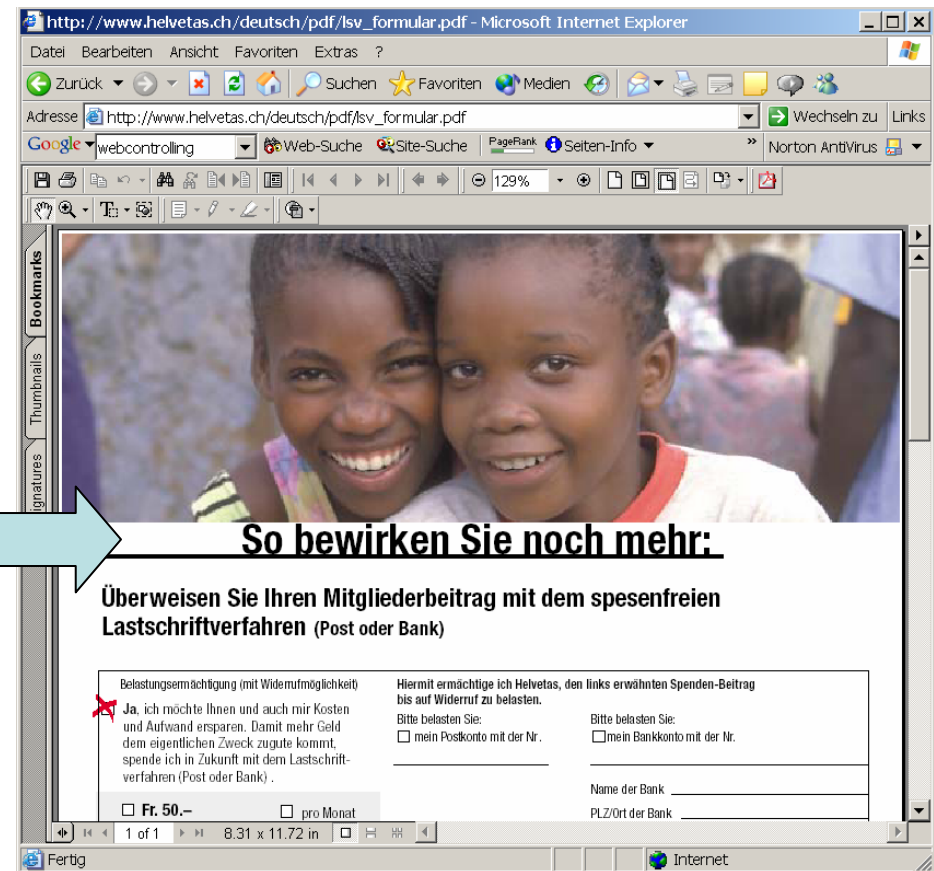 http://www.helvetas.ch/deutsch/pdf/lsv_formular.pdf - Microsoft Internet Explorer
Datei Bearbeiten Ansicht Favoriten Extras ?
Zurück Suchen Favoriten Medien
Adresse http://www.helvetas.ch/deutsch/pdf/lsv_formular.pdf Wechseln zu Links
Google webcontrolling Web-Suche Site-Suche PageRank Seiten-Info » Norton AntiVirus
129%
Bookmarks
Thumbnails
ignatures
So bewirken Sie noch mehr:
Überweisen Sie Ihren Mitgliederbeitrag mit dem spesenfreien
Lastschriftverfahren (Post oder Bank)
Belastungsermächtigung (mit Widerrufmöglichkeit)
Ja, ich möchte Ihnen und auch mir Kosten
und Aufwand ersparen. Damit mehr Geld
dem eigentlichen Zweck zugute kommt,
spende ich in Zukunft mit dem Lastschrift-
verfahren (Post oder Bank) .
Fr. 50.– pro Monat
Hiermit ermächtige ich Helvetas, den links erwähnten Spenden-Beitrag
bis auf Widerruf zu belasten.
Bitte belasten Sie: Bitte belasten Sie:
mein Postkonto mit der Nr. mein Bankkonto mit der Nr.
Name der Bank
PLZ/Ort der Bank
1 of 1 8.31 x 11.72 in
Fertig Internet